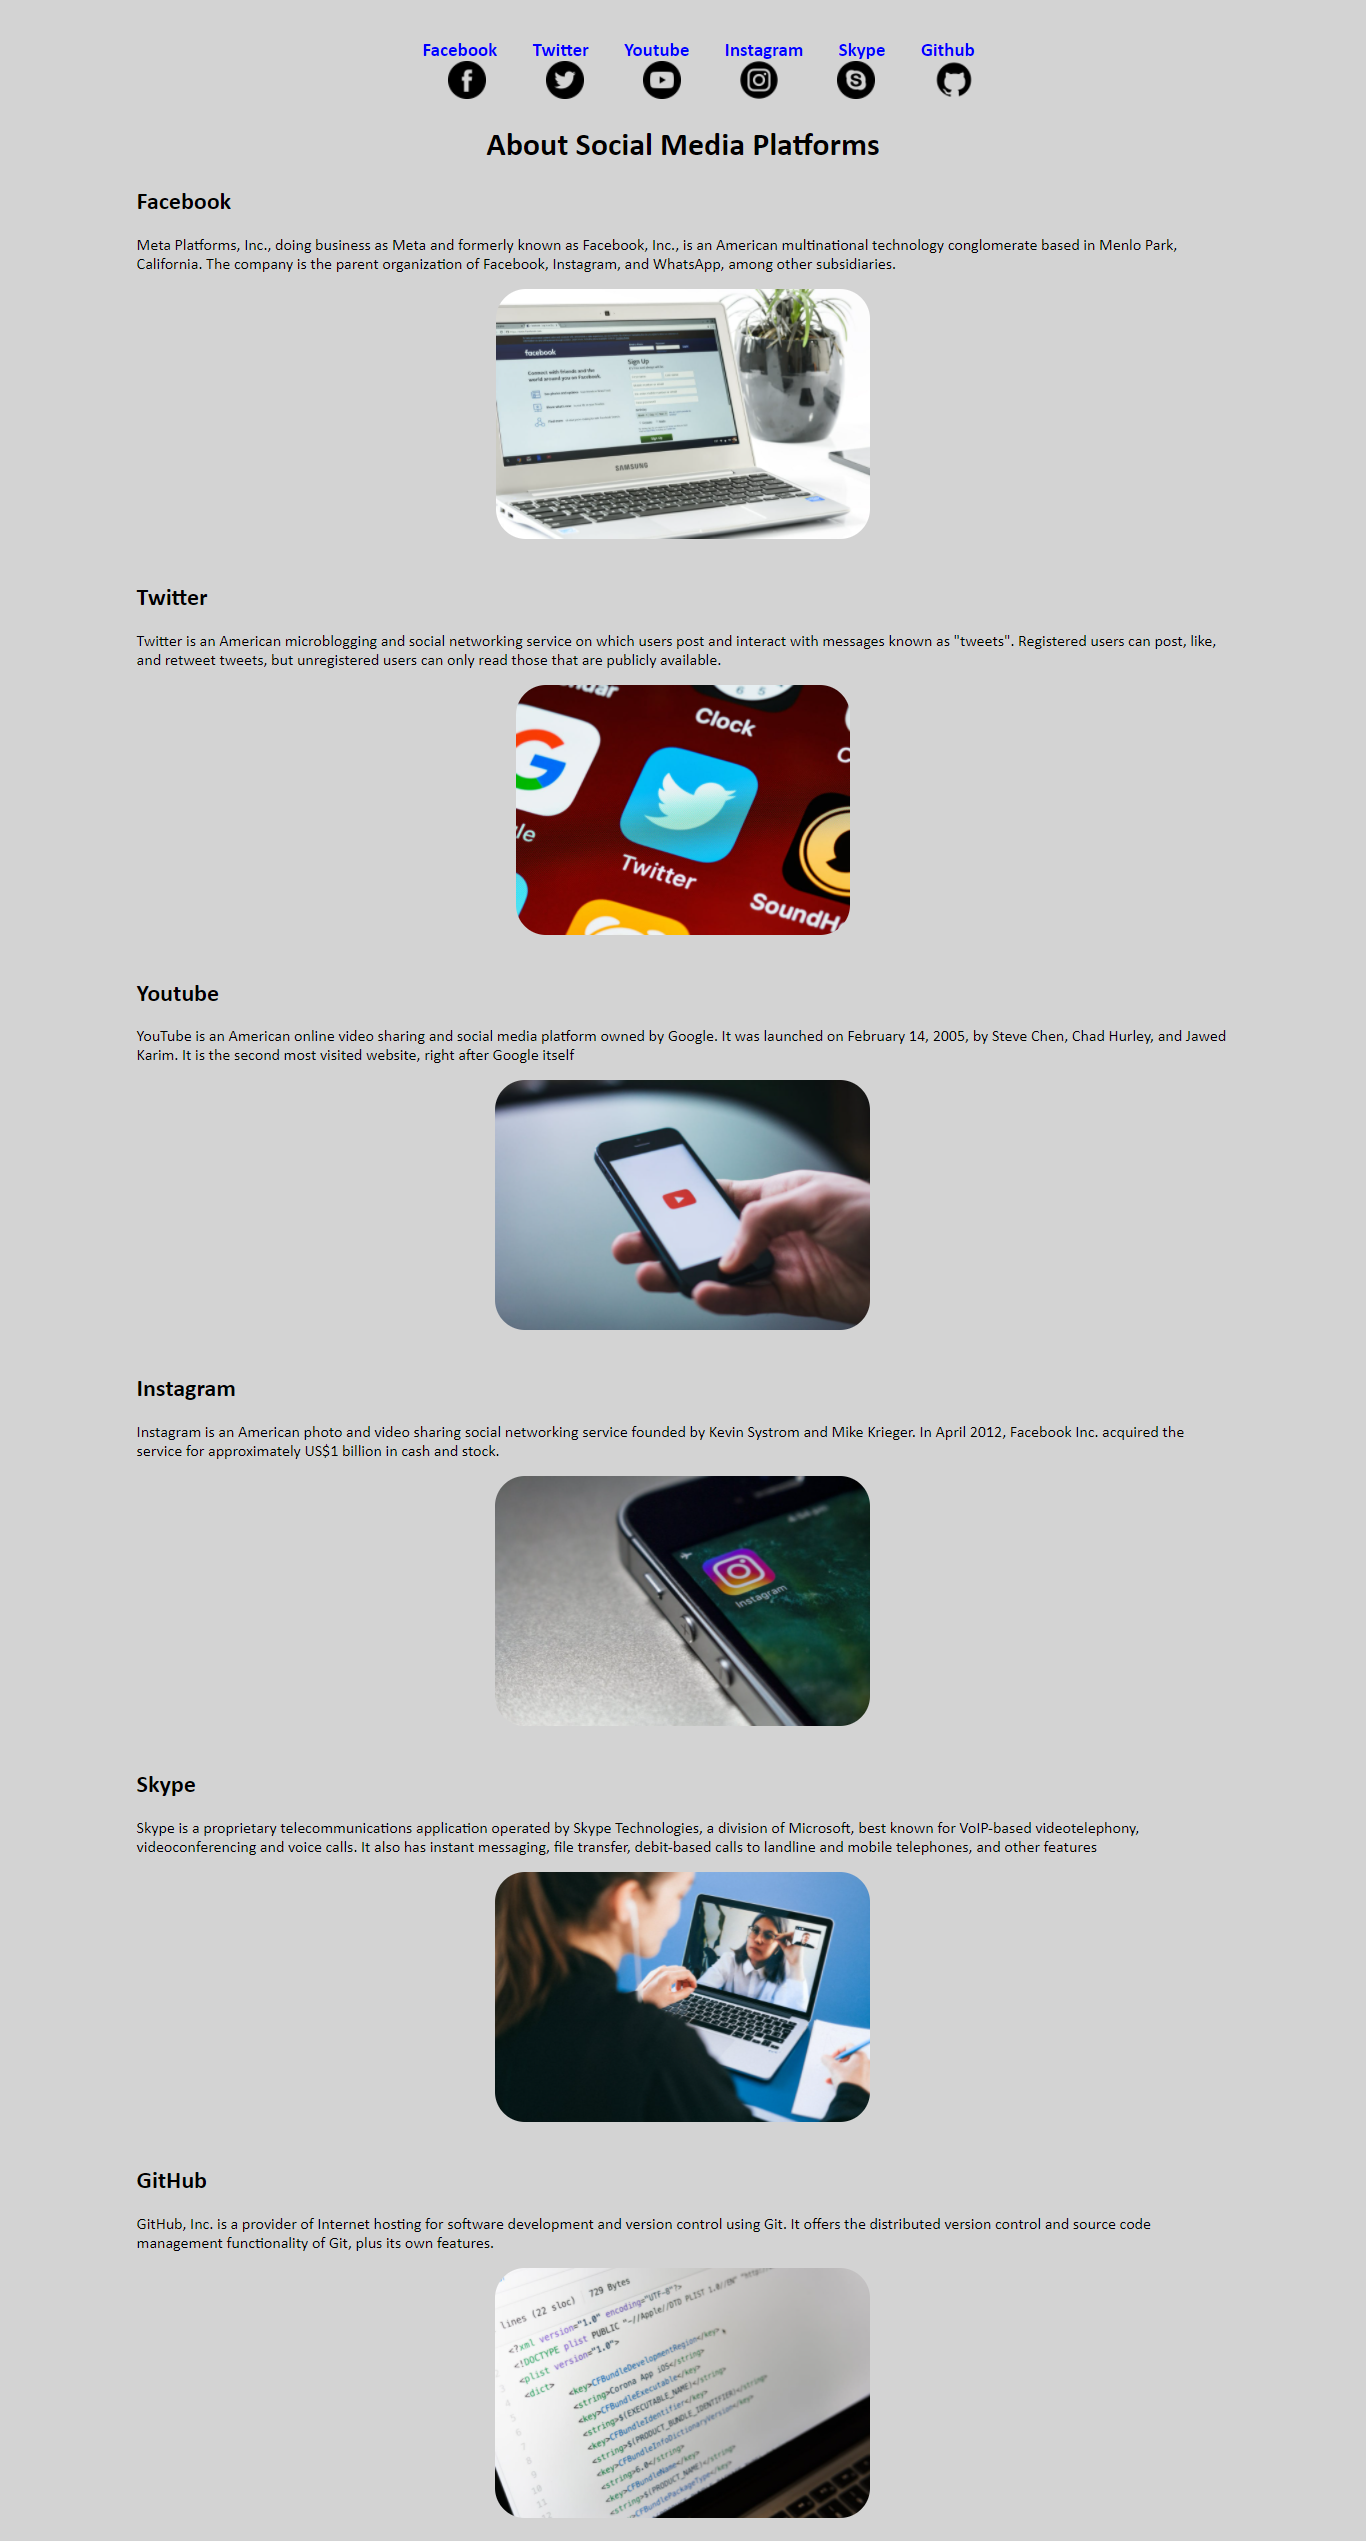 Facebook Twitter Youtube Instagram Skype Github
About Social Media Platforms
Facebook
Meta Platforms, Inc., doing business as Meta and formerly known as Facebook, Inc., is an American multinational technology conglomerate based in Menlo Park,
California. The company is the parent organization of Facebook, Instagram, and WhatsApp, among other subsidiaries.
facebook
Sign Up
Connect with friends and the
world around you on Facebook.
Sign Up
SAMSUNG
Twitter
Twitter is an American microblogging and social networking service on which users post and interact with messages known as "tweets". Registered users can post, like,
and retweet tweets, but unregistered users can only read those that are publicly available.
Clock
Twitter
SoundH
Youtube
YouTube is an American online video sharing and social media platform owned by Google. It was launched on February 14, 2005, by Steve Chen, Chad Hurley, and Jawed
Karim. It is the second most visited website, right after Google itself
Instagram
Instagram is an American photo and video sharing social networking service founded by Kevin Systrom and Mike Krieger. In April 2012, Facebook Inc. acquired the
service for approximately US$1 billion in cash and stock.
Instagram
Skype
Skype is a proprietary telecommunications application operated by Skype Technologies, a division of Microsoft, best known for VoIP-based videotelephony,
videoconferencing and voice calls. It also has instant messaging, file transfer, debit-based calls to landline and mobile telephones, and other features
GitHub
GitHub, Inc. is a provider of Internet hosting for software development and version control using Git. It offers the distributed version control and source code
management functionality of Git, plus its own features.
lines (22 sloc) 729 Bytes
<?xml version="1.0" encoding="UTF-8"?>
<!DOCTYPE plist PUBLIC "-//Apple//DTD PLIST 1.0//EN" "http:
<plist version="1.0">
<dict> <key>CFBundleDevelopmentRegion</key>
<string>Corona App iOS</string>
<key>CFBundleExecutable</key>
<string>$(EXECUTABLE_NAME)</string>
<key>CFBundleIdentifier</key>
<string>$(PRODUCT_BUNDLE_IDENTIFIER)</string>
<key>CFBundleInfoDictionaryVersion</key>
<string>6.0</string>
<key>CFBundleName</key>
<string>$(PRODUCT_NAME)</string>
<key>CFBundlePackageType</key>